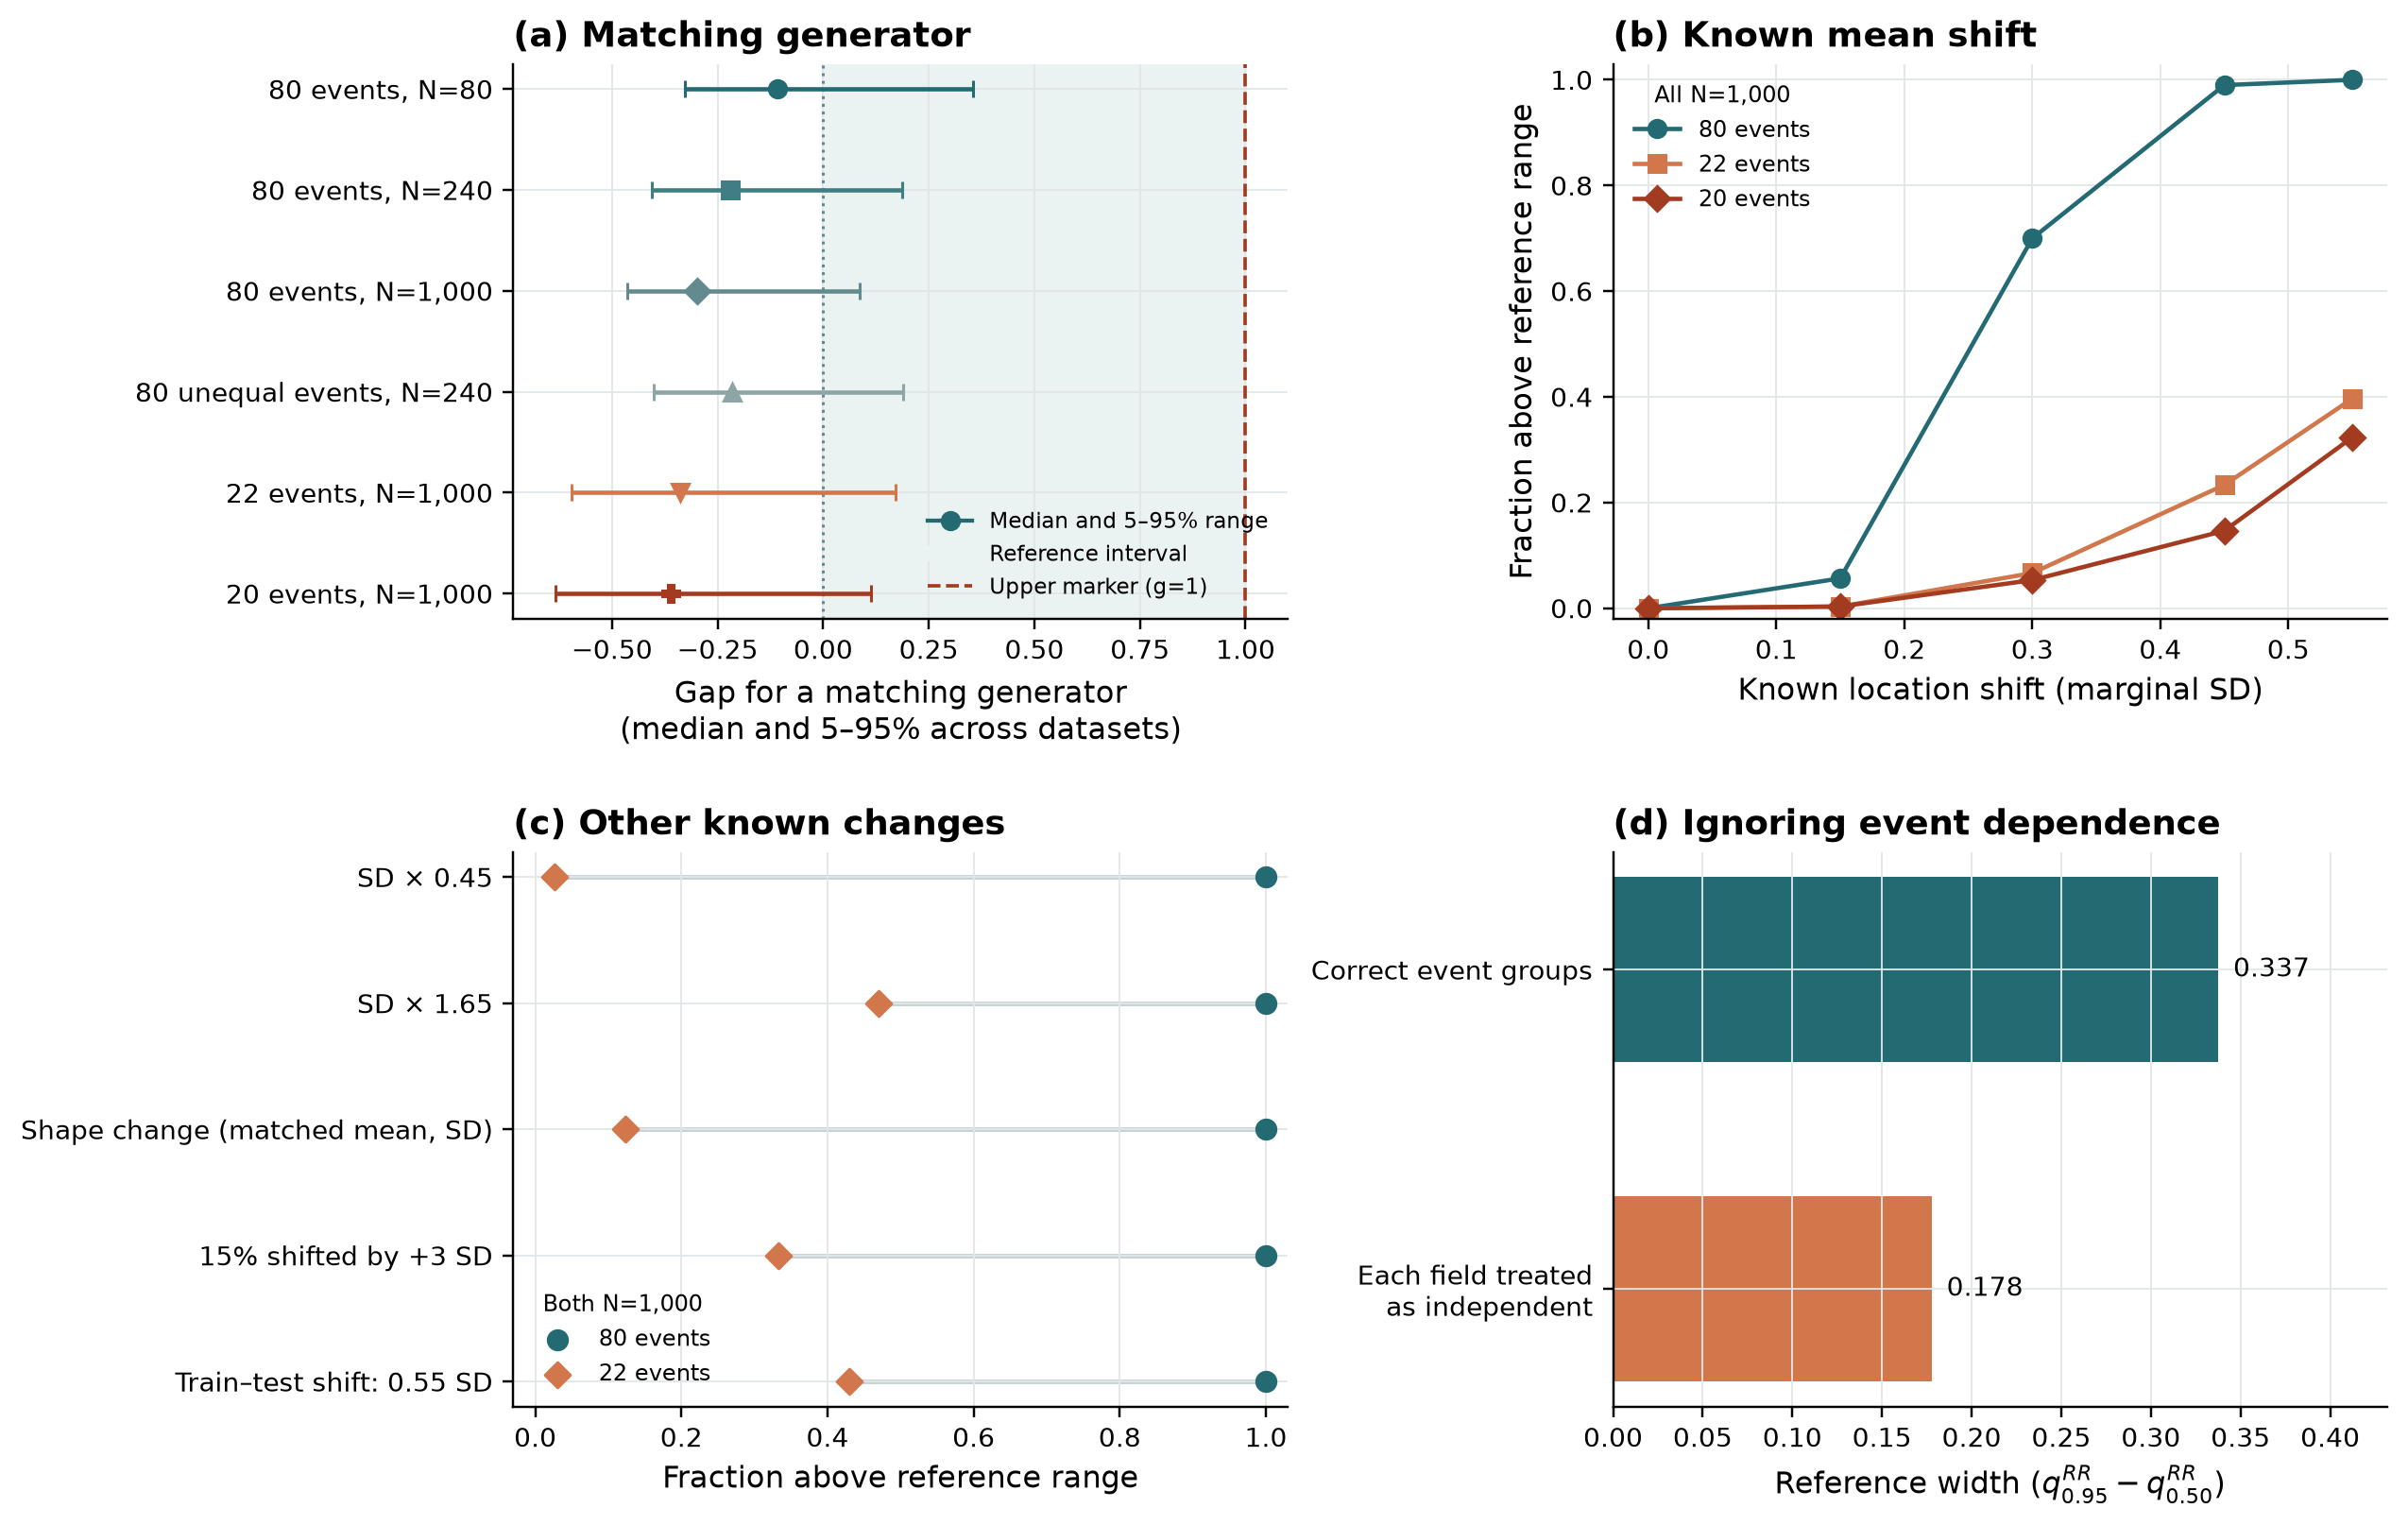 (a) Matching generator
80 events, N=80
80 events, N=240
80 events, N=1,000
80 unequal events, N=240
22 events, N=1,000
20 events, N=1,000
Median and 5–95% range
Reference interval
Upper marker (g=1)
−0.50 −0.25 0.00 0.25 0.50 0.75 1.00
Gap for a matching generator
(median and 5–95% across datasets)
(b) Known mean shift
Fraction above reference range
1.0
0.8
0.6
0.4
0.2
0.0
All N=1,000
80 events
22 events
20 events
0.0 0.1 0.2 0.3 0.4 0.5
Known location shift (marginal SD)
(c) Other known changes
SD × 0.45
SD × 1.65
Shape change (matched mean, SD)
15% shifted by +3 SD
Train–test shift: 0.55 SD
Both N=1,000
80 events
22 events
0.0 0.2 0.4 0.6 0.8 1.0
Fraction above reference range
(d) Ignoring event dependence
Correct event groups
0.337
Each field treated
as independent
0.178
0.00 0.05 0.10 0.15 0.20 0.25 0.30 0.35 0.40
Reference width (q^{RR}_{0.95} − q^{RR}_{0.50})